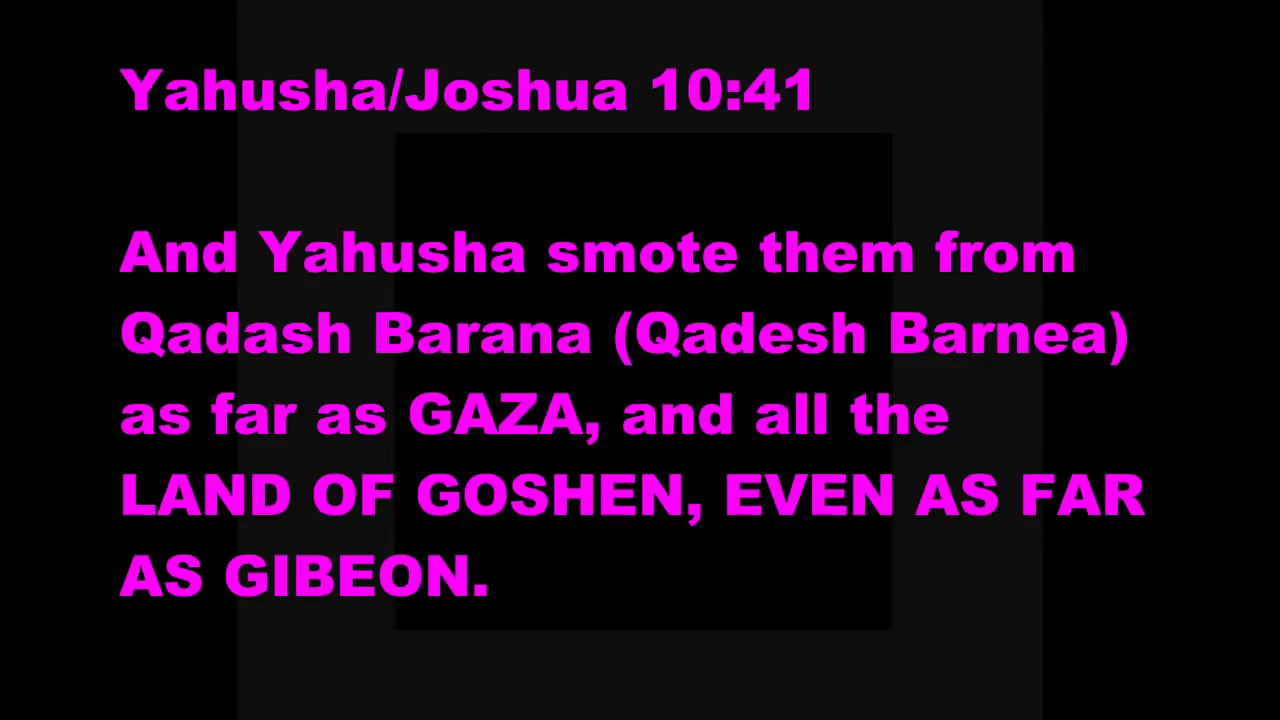 Yahusha/Joshua 10:41
And Yahusha smote them from
Qadash Barana (Qadesh Barnea)
as far as GAZA, and all the
LAND OF GOSHEN, EVEN AS FAR
AS GIBEON.